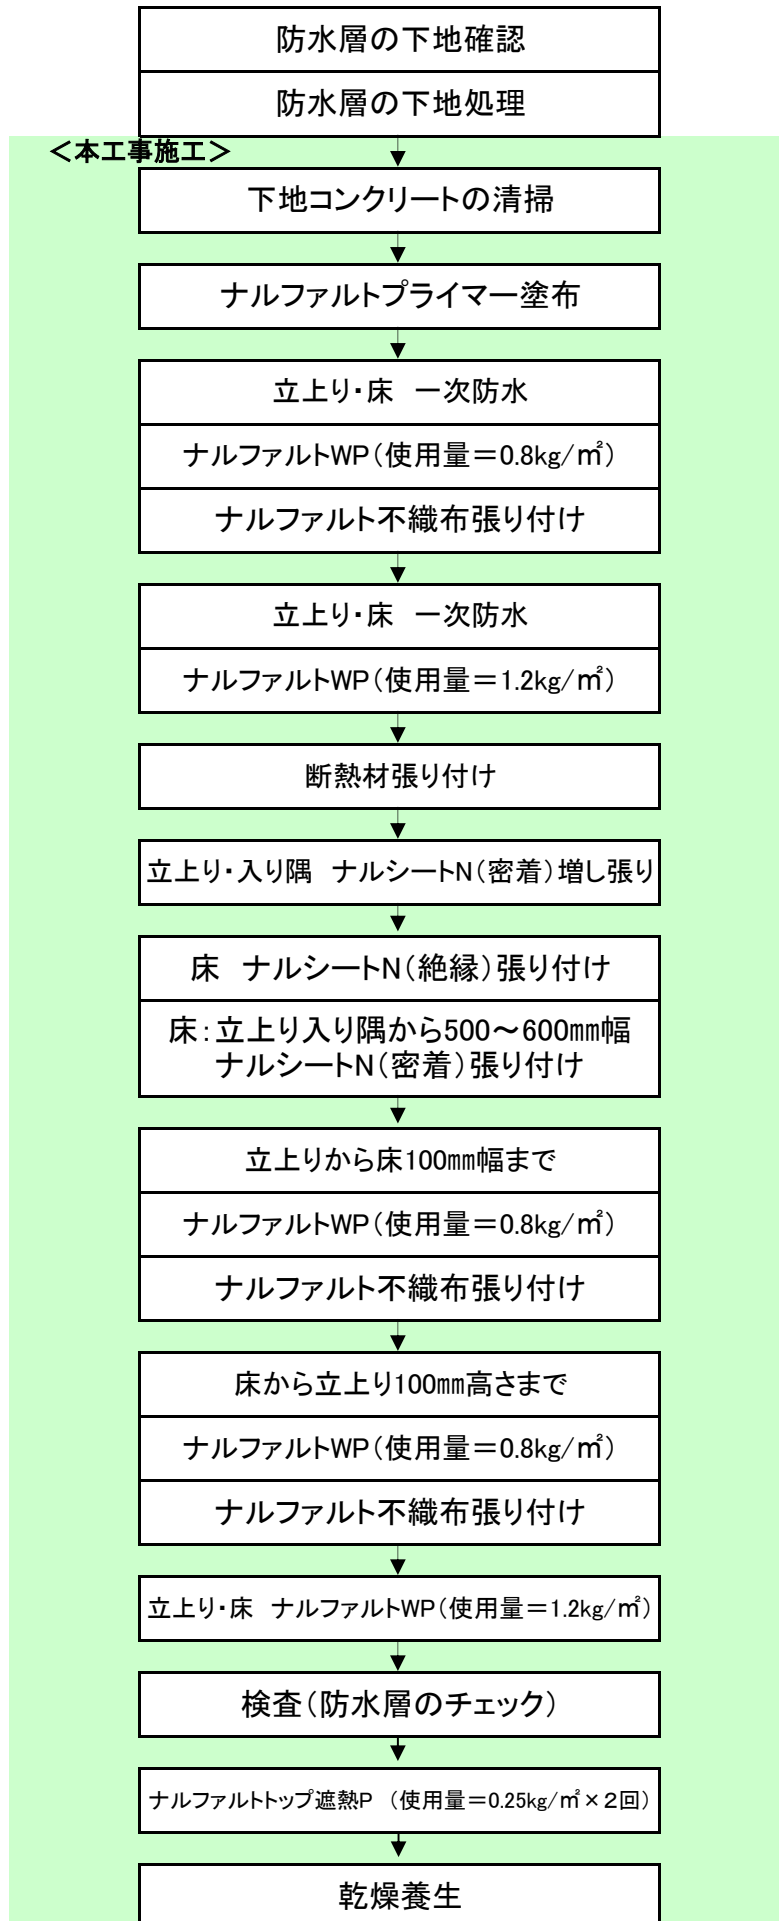 防水層の下地確認
防水層の下地処理
＜本工事施工＞
下地コンクリートの清掃
ナルファルトプライマー塗布
立上り・床　一次防水
ナルファルトWP（使用量＝0.8kg/㎡）
ナルファルト不織布張り付け
立上り・床　一次防水
ナルファルトWP（使用量＝1.2kg/㎡）
断熱材張り付け
立上り・入り隅　ナルシートN（密着）増し張り
床　ナルシートN（絶縁）張り付け
床：立上り入り隅から500～600㎜幅
ナルシートN（密着）張り付け
立上りから床100㎜幅まで
ナルファルトWP（使用量＝0.8kg/㎡）
ナルファルト不織布張り付け
床から立上り100㎜高さまで
ナルファルトWP（使用量＝0.8kg/㎡）
ナルファルト不織布張り付け
立上り・床　ナルファルトWP（使用量＝1.2kg/㎡）
検査（防水層のチェック）
ナルファルトトップ遮熱P　（使用量＝0.25kg/㎡×２回）
乾燥養生